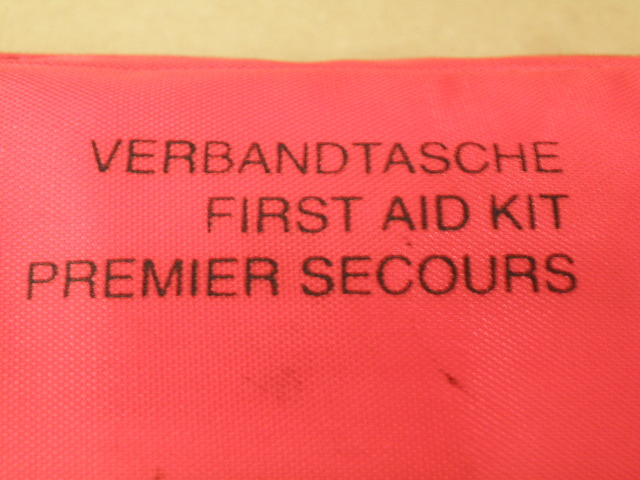 VERBANDTASCHE
FIRST AID KIT
PREMIER SECOURS